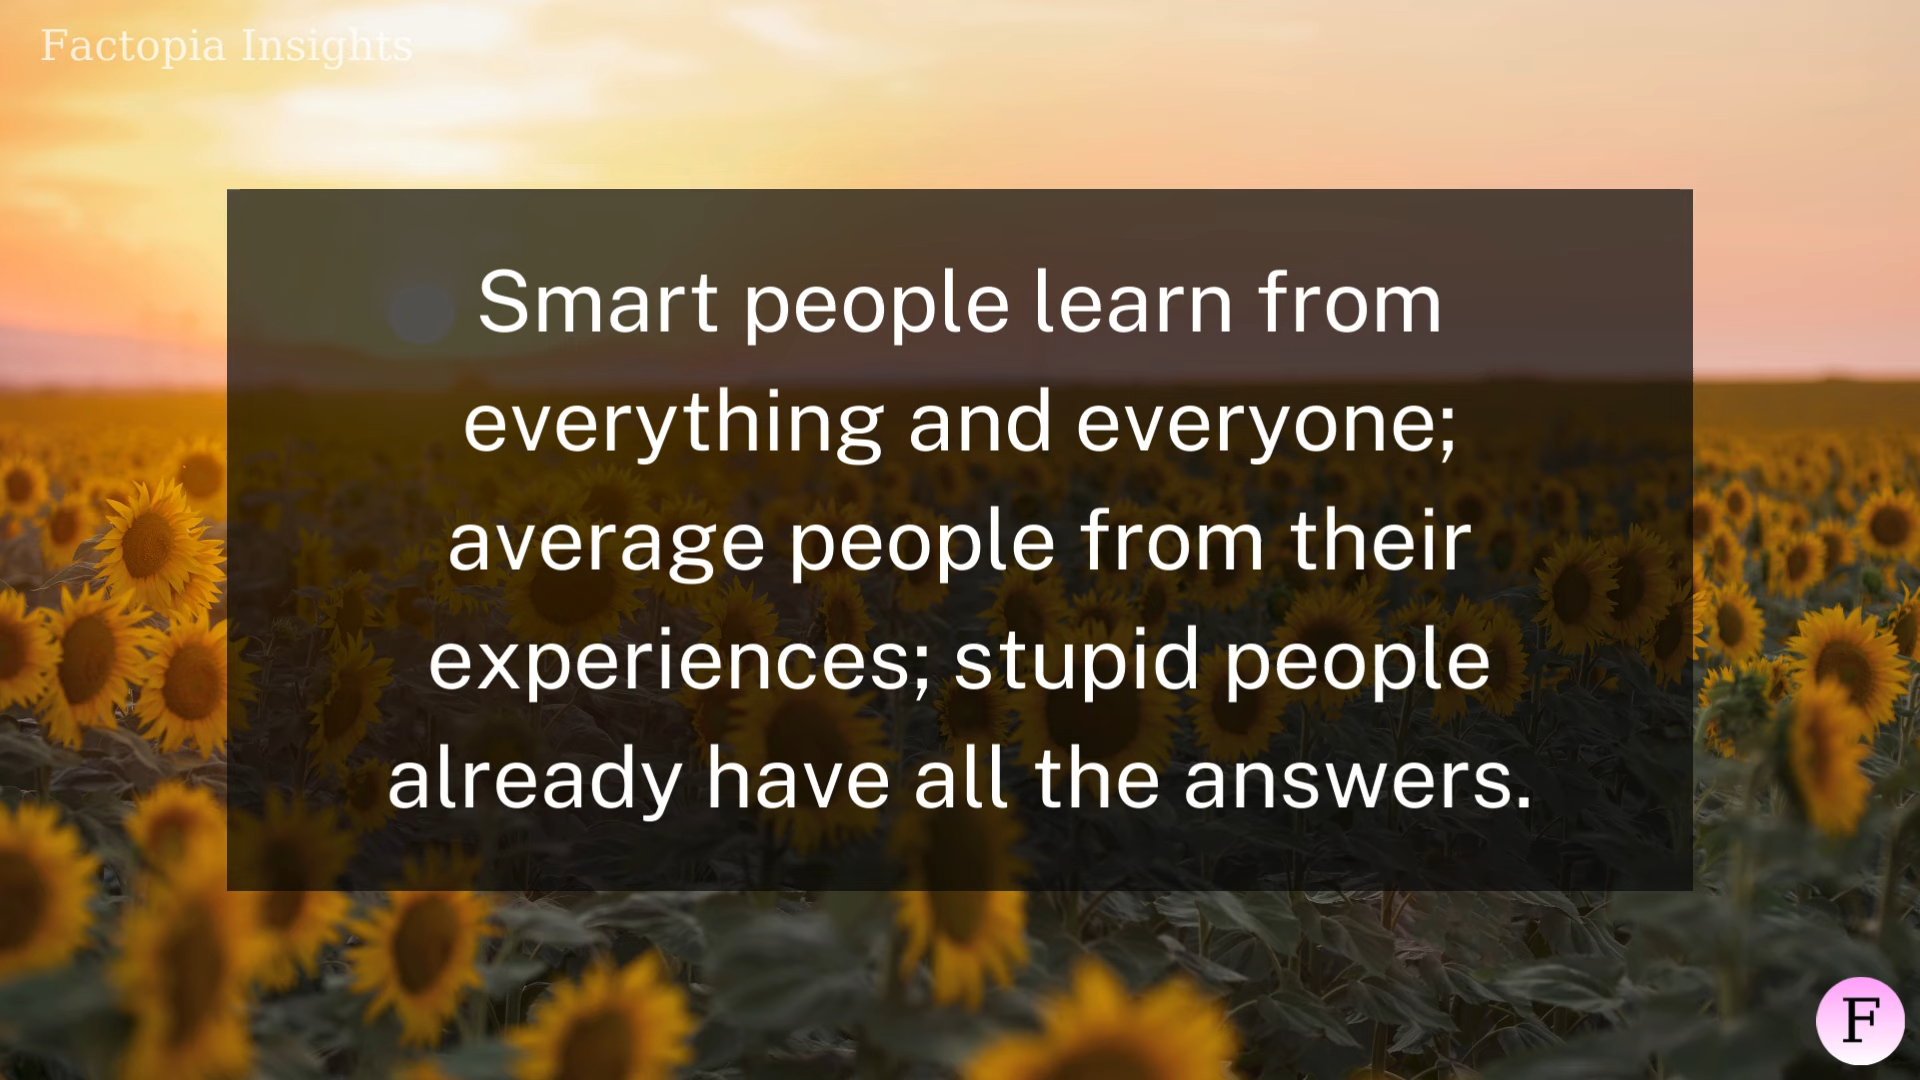 Factopia Insights
Smart people learn from
everything and everyone;
average people from their
experiences; stupid people
already have all the answers.
F